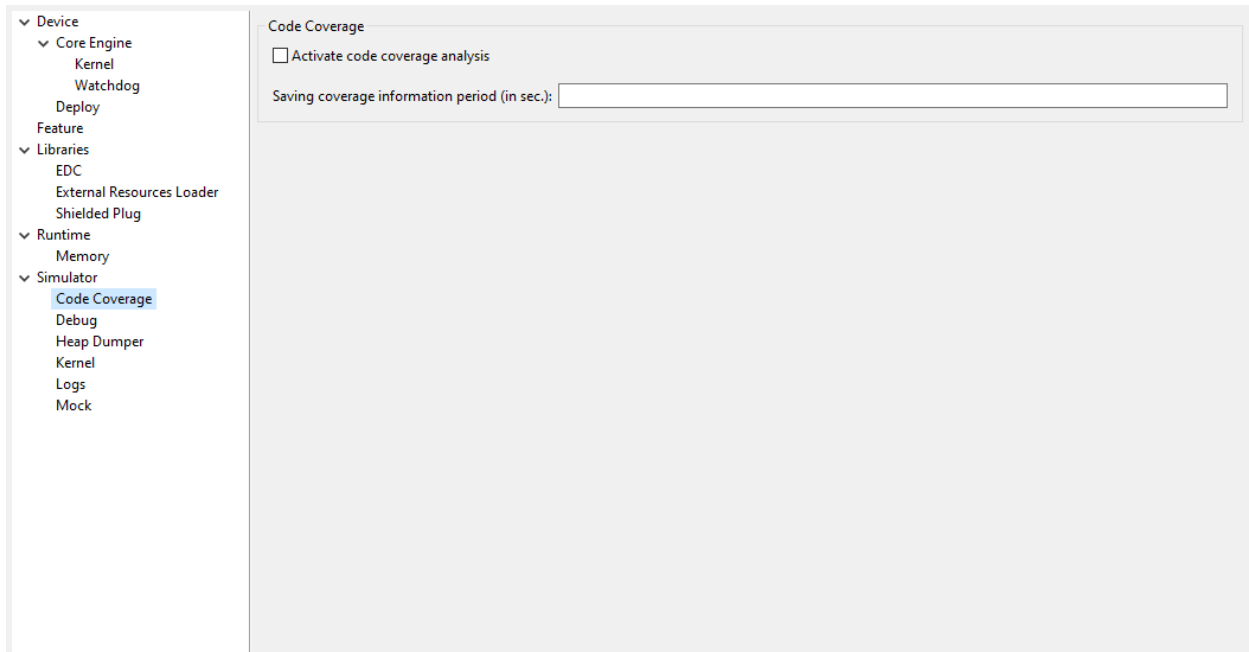 Device
Core Engine
Kernel
Watchdog
Deploy
Feature
Libraries
EDC
External Resources Loader
Shielded Plug
Runtime
Memory
Simulator
Code Coverage
Debug
Heap Dumper
Kernel
Logs
Mock
Code Coverage
Activate code coverage analysis
Saving coverage information period (in sec.):